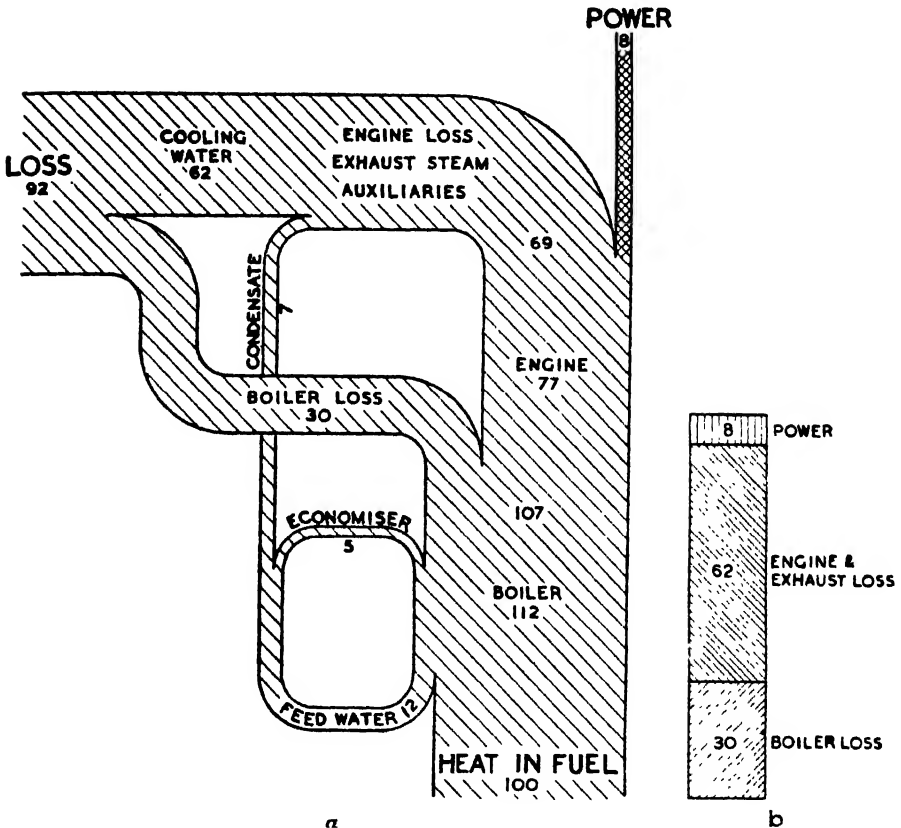 POWER
8
COOLING
WATER
62
ENGINE LOSS
EXHAUST STEAM
AUXILIARIES
LOSS
92
69
CONDENSATE
7
ENGINE
77
BOILER LOSS
30
107
ECONOMISER
5
BOILER
112
FEED WATER 12
HEAT IN FUEL
100
a
8
POWER
62
ENGINE &
EXHAUST LOSS
30
BOILER LOSS
b